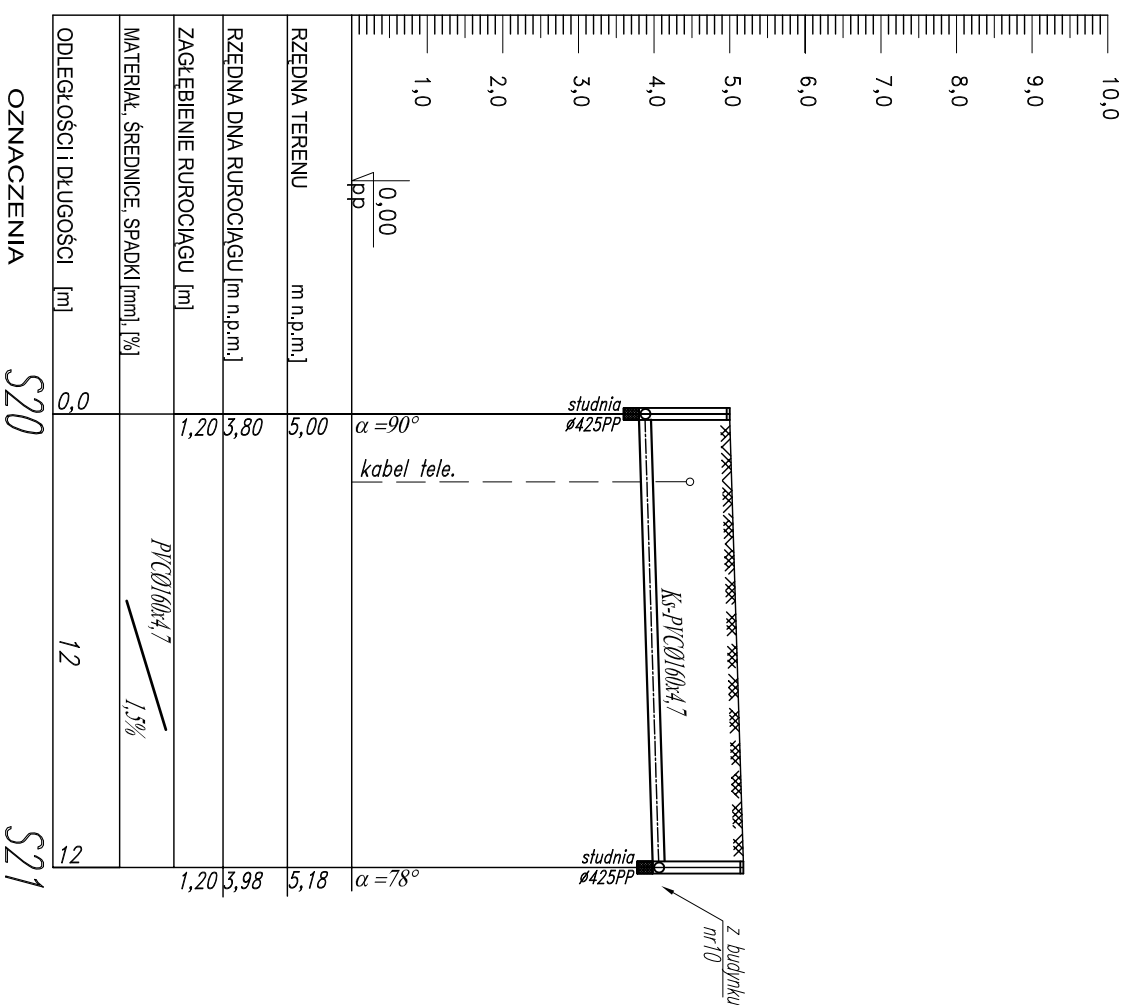 10,0
9,0
8,0
7,0
6,0
5,0
4,0
3,0
2,0
1,0
0,00
pp
z budynku
nr10
Ks-PVCØ160x4,7
studnia
ø425PP
studnia
ø425PP
kabel tele.
α =90°
α =78°
RZĘDNA TERENU m n.p.m.]
5,00
5,18
RZĘDNA DNA RUROCIĄGU [m n.p.m.]
3,80
3,98
ZAGŁĘBIENIE RUROCIĄGU [m]
1,20
1,20
MATERIAŁ, ŚREDNICE, SPADKI [mm], [%]
PVCØ160x4,7
1,5%
ODLEGŁOŚCI i DŁUGOŚCI [m]
0,0
12
12
OZNACZENIA
S20
S21